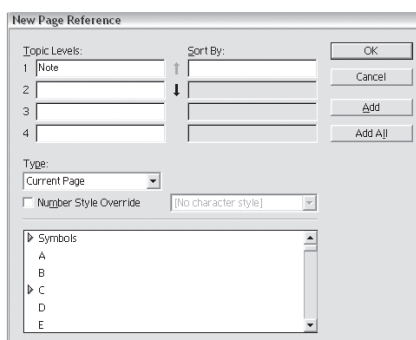 New Page Reference
Topic Levels: Sort By: OK
1 Note
Cancel
2
3 Add
4 Add All
Type:
Current Page
Number Style Override [No character style]
Symbols
A
B
C
D
E